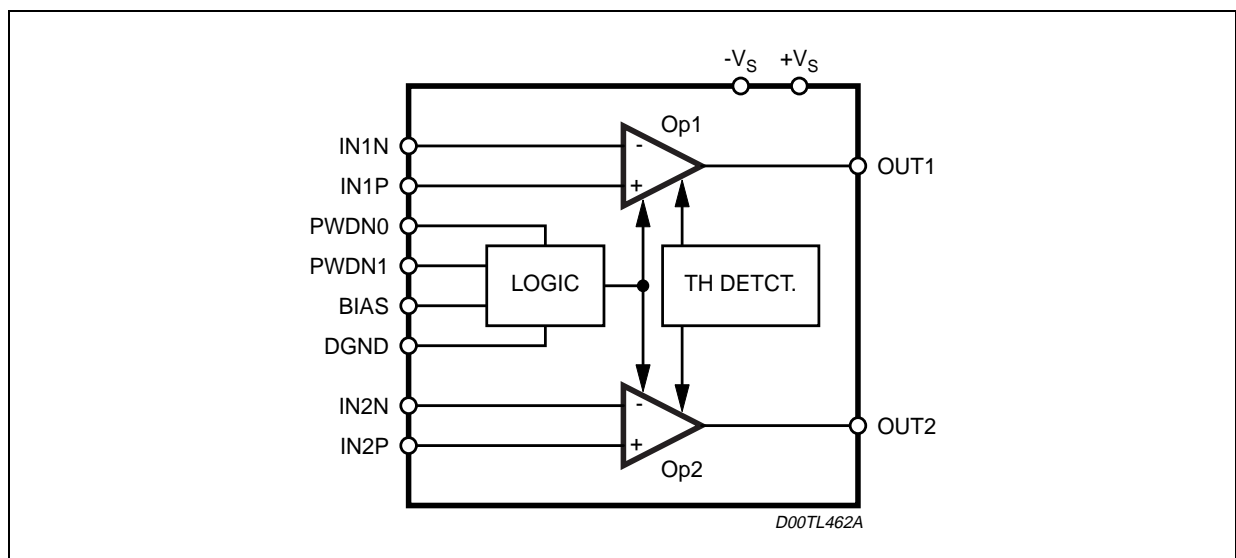 -VS +VS
Op1
IN1N
-
OUT1
IN1P
+
PWDN0
PWDN1
LOGIC
TH DETCT.
BIAS
DGND
IN2N
-
OUT2
IN2P
+
Op2
D00TL462A